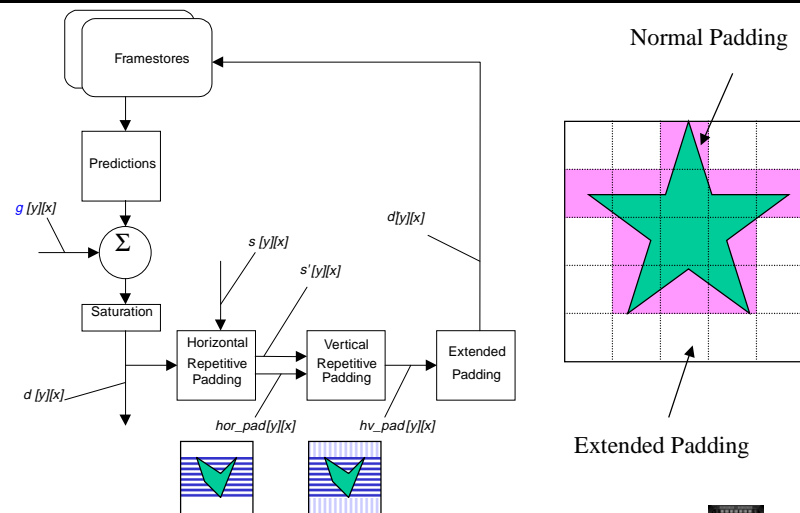 Framestores
Predictions
g [y][x]
Σ
Saturation
d [y][x]
s [y][x]
s'[y][x]
d[y][x]
Horizontal
Repetitive
Padding
Vertical
Repetitive
Padding
Extended
Padding
hor_pad[y][x]
hv_pad[y][x]
Normal Padding
Extended Padding